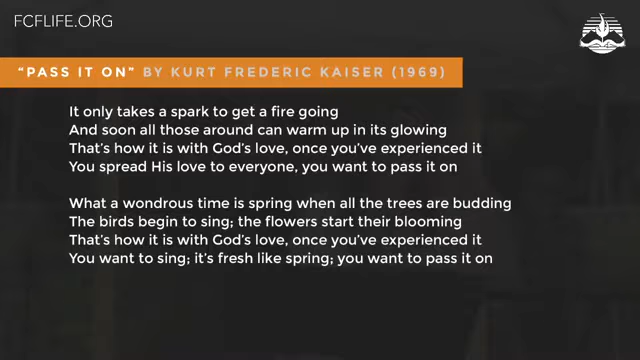 FCFLIFE.ORG
“PASS IT ON” BY KURT FREDERIC KAISER (1969)
It only takes a spark to get a fire going
And soon all those around can warm up in its glowing
That’s how it is with God’s love, once you’ve experienced it
You spread His love to everyone, you want to pass it on
What a wondrous time is spring when all the trees are budding
The birds begin to sing; the flowers start their blooming
That’s how it is with God’s love, once you’ve experienced it
You want to sing; it’s fresh like spring; you want to pass it on